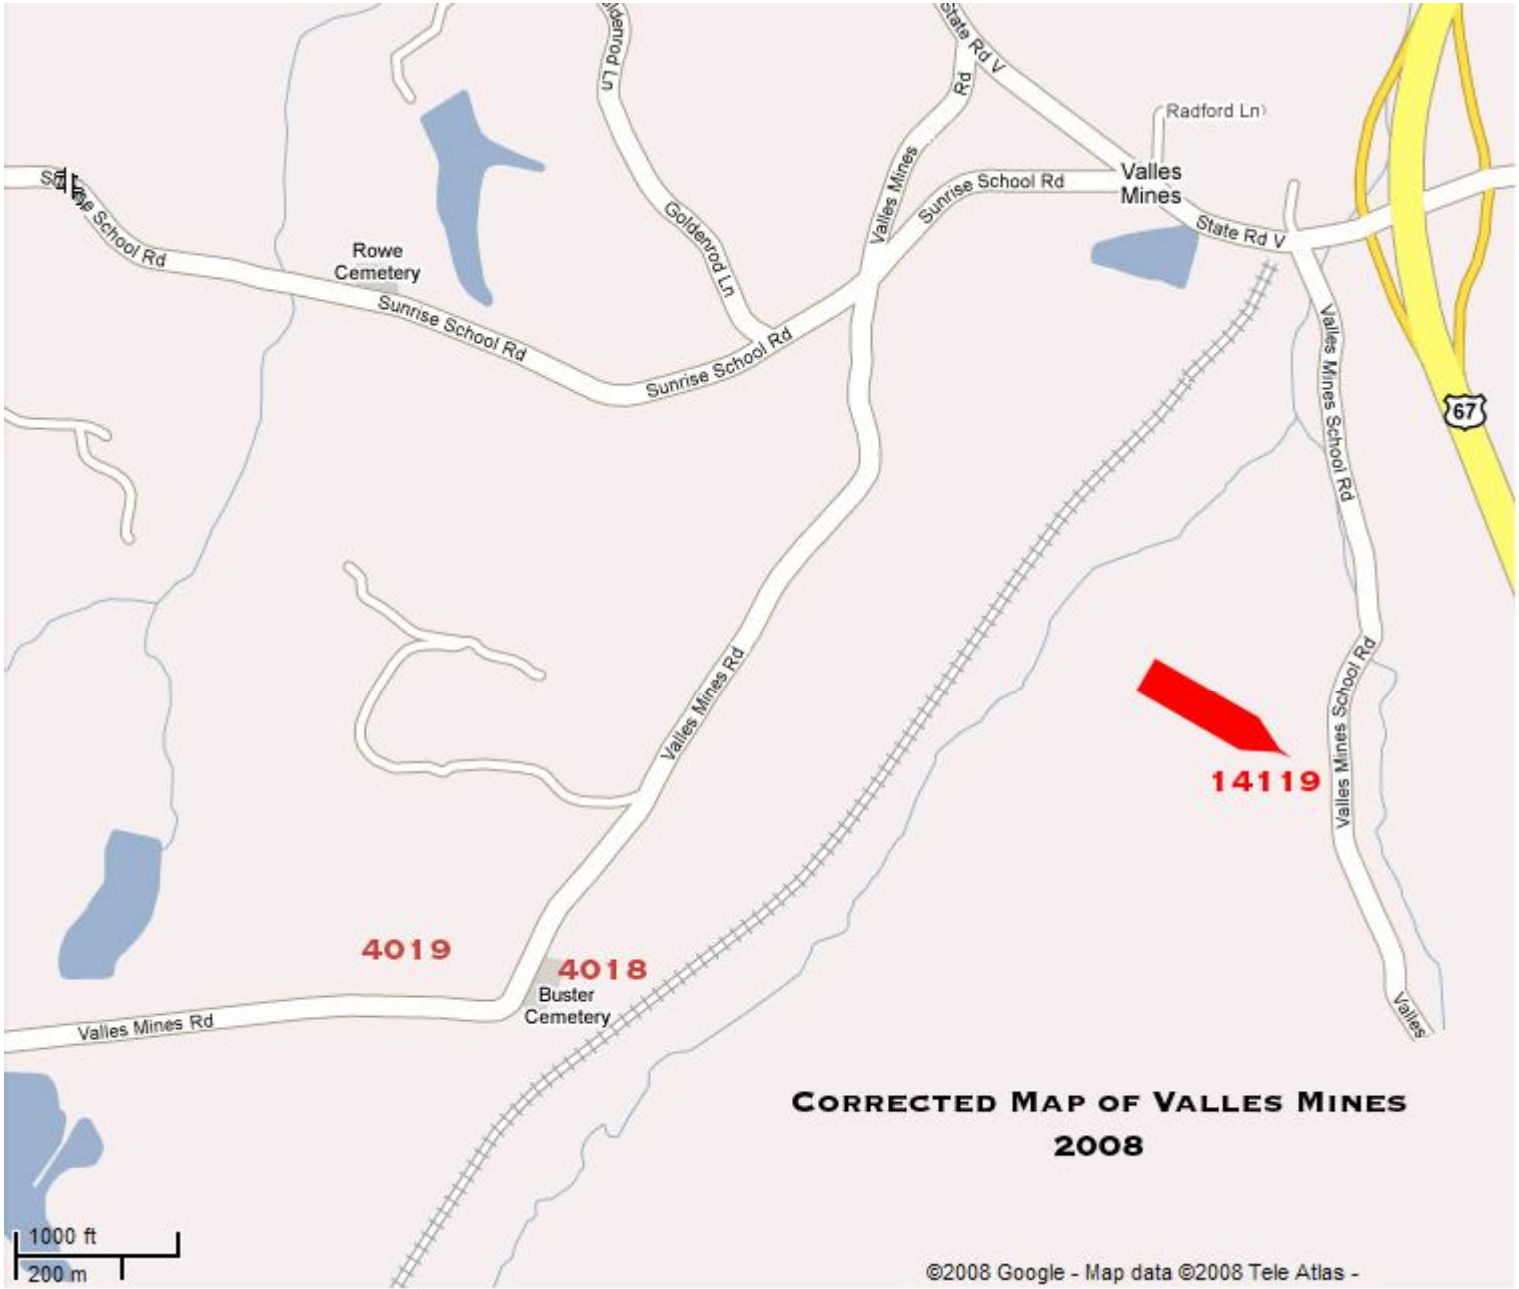 ldenrod Ln
State Rd V
Rd
Radford Ln
Valles Mines
Valles
Mines
Sunrise School Rd
School Rd
Goldenrod Ln
State Rd V
Rowe
Cemetery
Sunrise School Rd
Sunrise School Rd
Valles Mines School Rd
67
Valles Mines Rd
Valles Mines School Rd
14119
4019
4018
Buster
Cemetery
Valles Mines Rd
Valles
Corrected Map of Valles Mines
2008
1000 ft
200 m
©2008 Google - Map data ©2008 Tele Atlas -